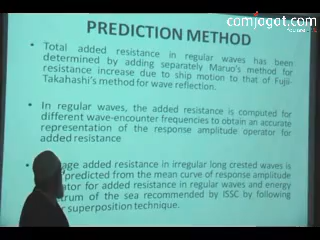 comjagot.com
PREDICTION METHOD
• Total added resistance in regular waves has been
determined by adding separately Maruo's method for
resistance increase due to ship motion to that of Fujii-
Takahashi's method for wave reflection.
• In regular waves, the added resistance is computed for
different wave-encounter frequencies to obtain an accurate
representation of the response amplitude operator for
added resistance
age added resistance in irregular long crested waves is
predicted from the mean curve of response amplitude
ator for added resistance in regular waves and energy
trum of the sea recommended by ISSC by following
superposition technique.